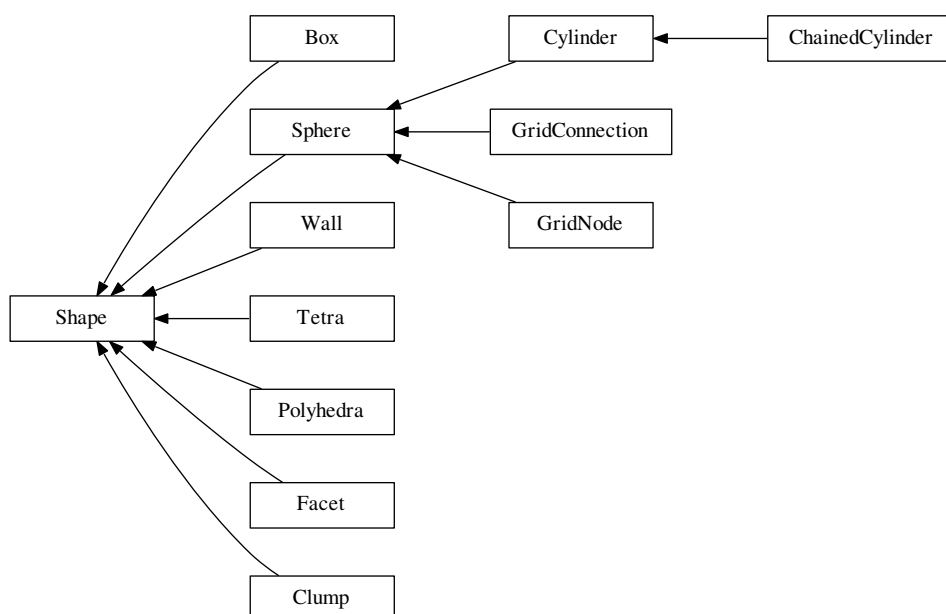 Box
Cylinder
ChainedCylinder
Sphere
GridConnection
Wall
GridNode
Shape
Tetra
Polyhedra
Facet
Clump